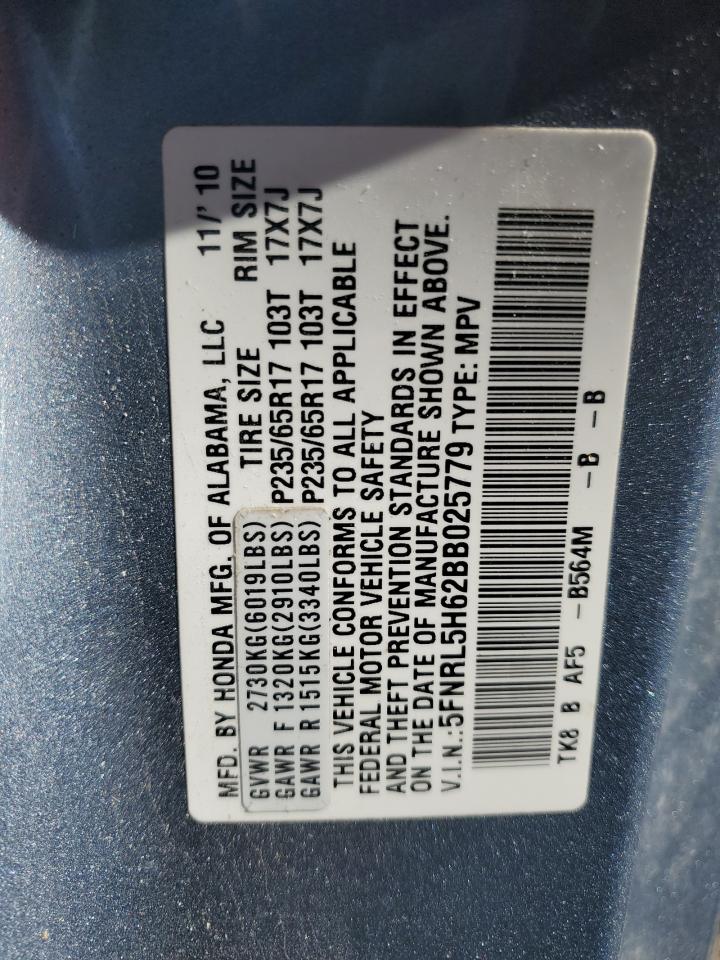 MFD. BY HONDA MFG. OF ALABAMA, LLC 11/'10
TIRE SIZE RIM SIZE
GVWR 2730KG(6019LBS)
GAWR F 1320KG(2910LBS) P235/65R17 103T 17X7J
GAWR R 1515KG(3340LBS) P235/65R17 103T 17X7J
THIS VEHICLE CONFORMS TO ALL APPLICABLE
FEDERAL MOTOR VEHICLE SAFETY
AND THEFT PREVENTION STANDARDS IN EFFECT
ON THE DATE OF MANUFACTURE SHOWN ABOVE.
V.I.N.:5FNRL5H62BB025779 TYPE: MPV
TK8 B AF5 -B564M -B -B